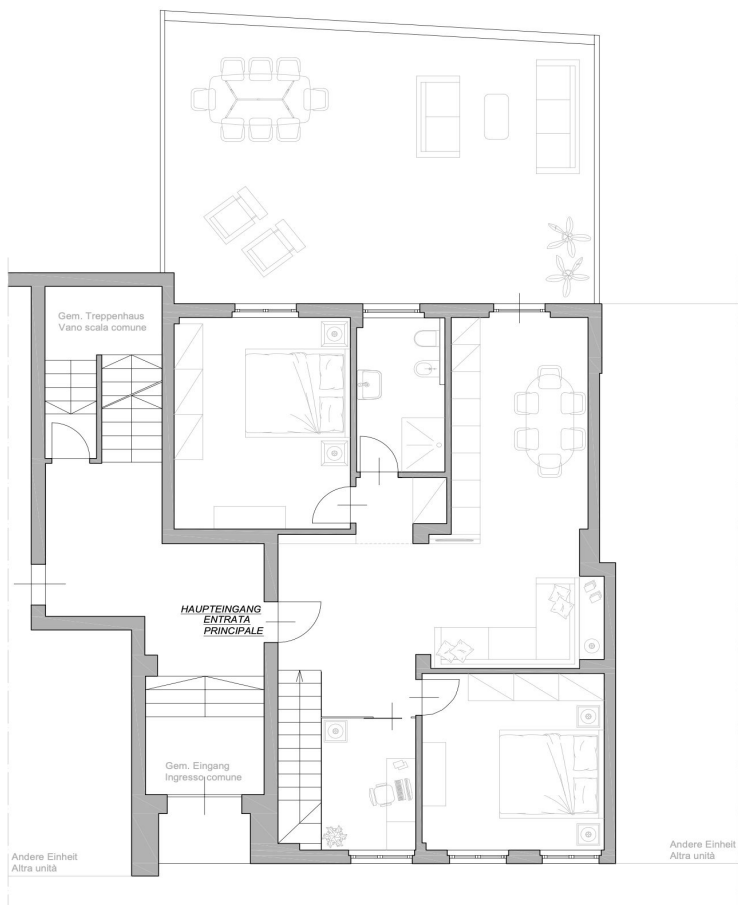 Gem. Treppenhaus
Vano scala comune
HAUPTEINGANG
ENTRATA
PRINCIPALE
Gem. Eingang
Ingresso comune
Andere Einheit
Altra unità
Andere Einheit
Altra unità